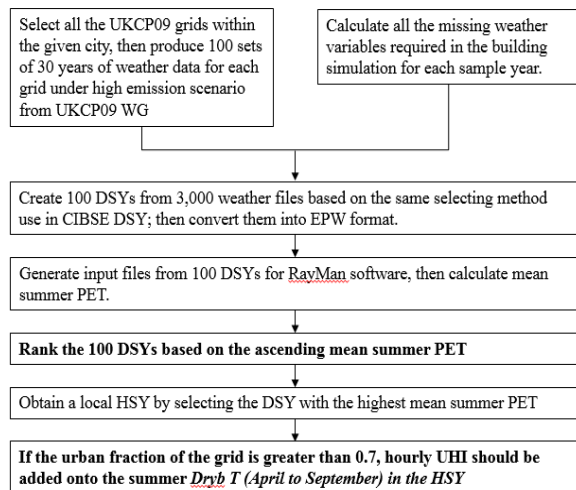 Select all the UKCP09 grids within
the given city, then produce 100 sets
of 30 years of weather data for each
grid under high emission scenario
from UKCP09 WG
Calculate all the missing weather
variables required in the building
simulation for each sample year.
Create 100 DSYs from 3,000 weather files based on the same selecting method
use in CIBSE DSY; then convert them into EPW format.
Generate input files from 100 DSYs for RayMan software, then calculate mean
summer PET.
Rank the 100 DSYs based on the ascending mean summer PET
Obtain a local HSY by selecting the DSY with the highest mean summer PET
If the urban fraction of the grid is greater than 0.7, hourly UHI should be
added onto the summer Dryb T (April to September) in the HSY